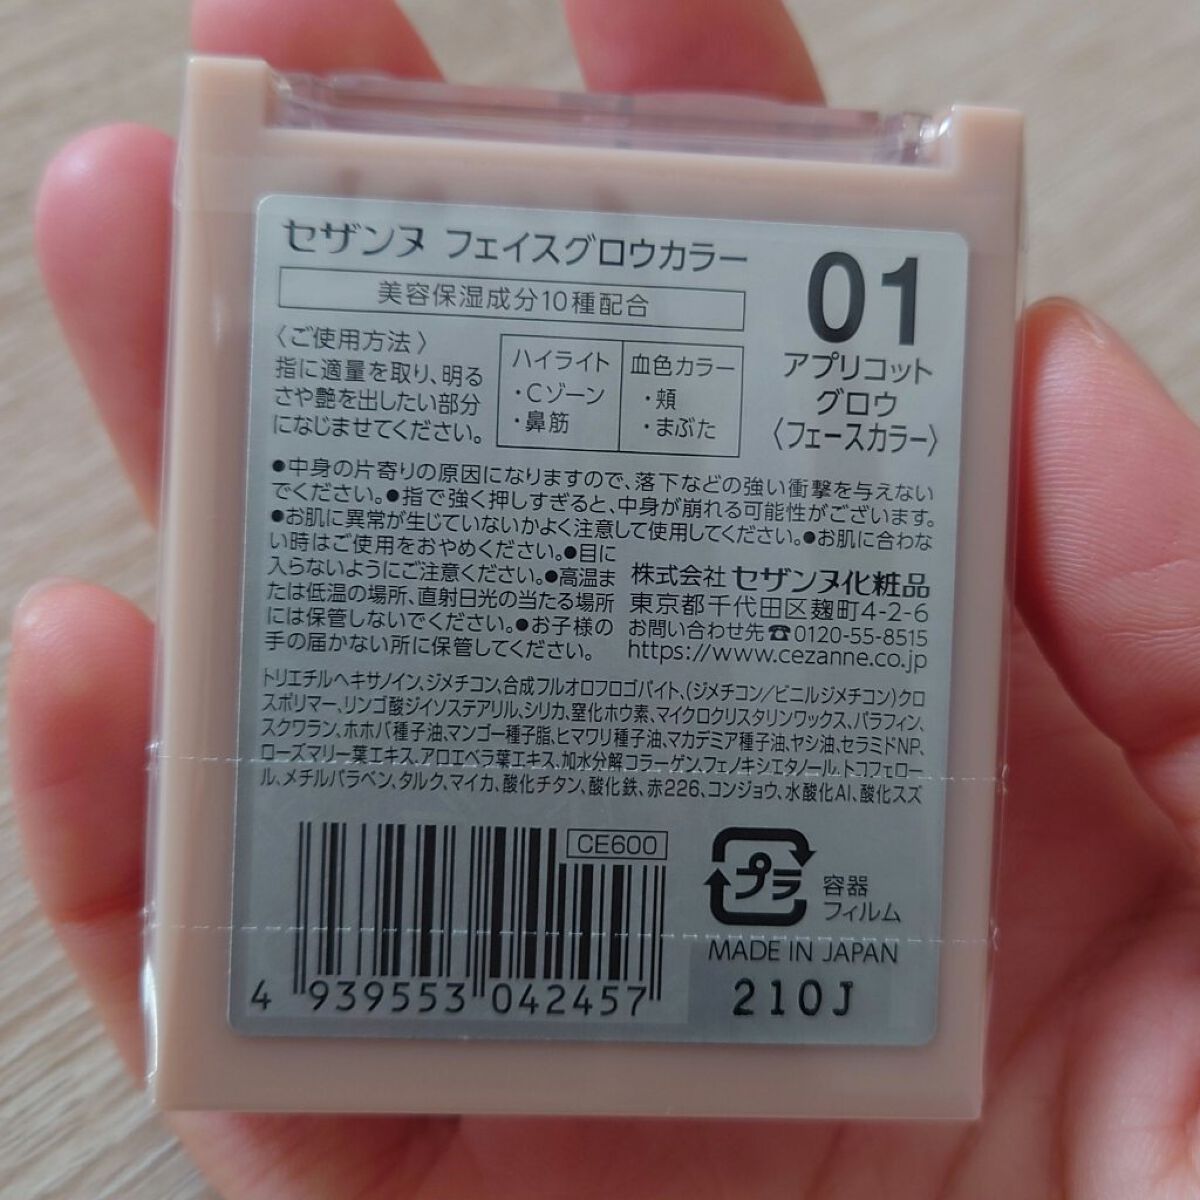 セザンヌ フェイスグロウカラー
美容保湿成分10種配合
〈ご使用方法〉
指に適量を取り、明る
さや艶を出したい部分
になじませてください。
ハイライト
・Cゾーン
・鼻筋
血色カラー
・頬
・まぶた
01
アプリコット
グロウ
〈フェースカラー〉
●中身の片寄りの原因になりますので、落下などの強い衝撃を与えない
でください。●指で強く押しすぎると、中身が崩れる可能性がございます。
●お肌に異常が生じていないかよく注意して使用してください。●お肌に合わな
い時はご使用をおやめください。●目に
入らないようにご注意ください。●高温ま
たは低温の場所、直射日光の当たる場所
には保管しないでください。●お子様の
手の届かない所に保管してください。
株式会社 セザンヌ化粧品
東京都千代田区麹町4-2-6
お問い合わせ先☎0120-55-8515
https://www.cezanne.co.jp
トリエチルヘキサノイン、ジメチコン、合成フルオロフロゴパイト、(ジメチコン/ビニルジメチコン)クロ
スポリマー、リンゴ酸ジイソステアリル、シリカ、窒化ホウ素、マイクロクリスタリンワックス、パラフィン、
スクワラン、ホホバ種子油、マンゴー種子脂、ヒマワリ種子油、マカデミア種子油、ヤシ油、セラミドNP、
ローズマリー葉エキス、アロエベラ葉エキス、加水分解コラーゲン、フェノキシエタノール、トコフェロー
ル、メチルパラベン、タルク、マイカ、酸化チタン、酸化鉄、赤226、コンジョウ、水酸化Al、酸化スズ
CE600
4 939553 042457
プラ
容器
フィルム
MADE IN JAPAN
210J